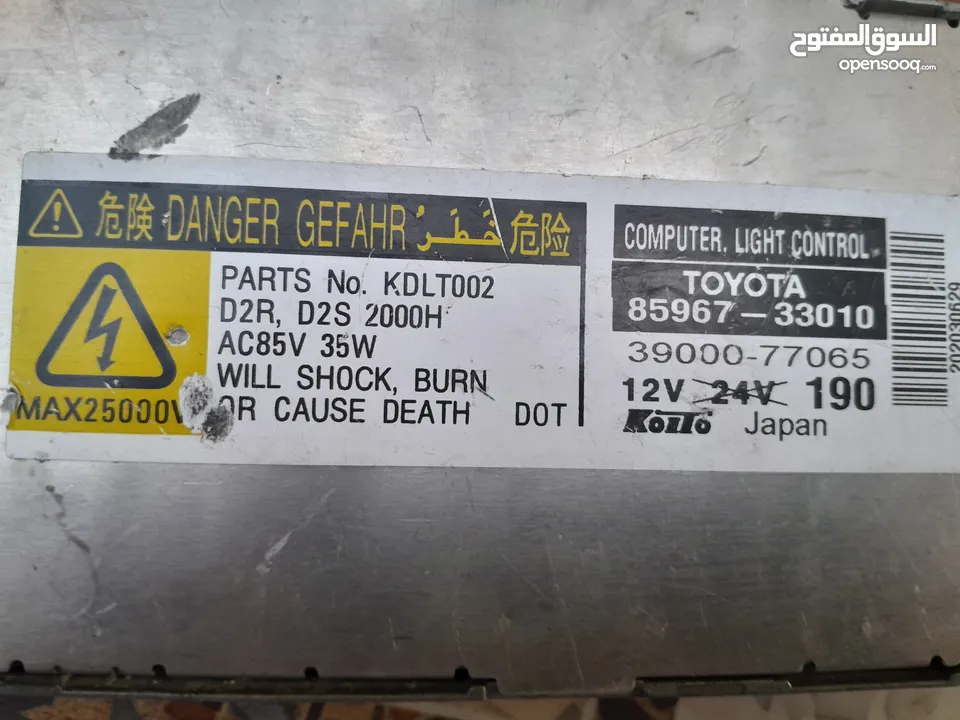 السوق المفتوح
opensooq.com
危険 DANGER GEFAHR خَطَرٌ 危险
PARTS No. KDLT002
D2R, D2S 2000H
AC85V 35W
WILL SHOCK, BURN
OR CAUSE DEATH DOT
MAX25000V
COMPUTER, LIGHT CONTROL
TOYOTA
85967-33010
39000-77065
12V 24V 190
KOITO Japan
202030629